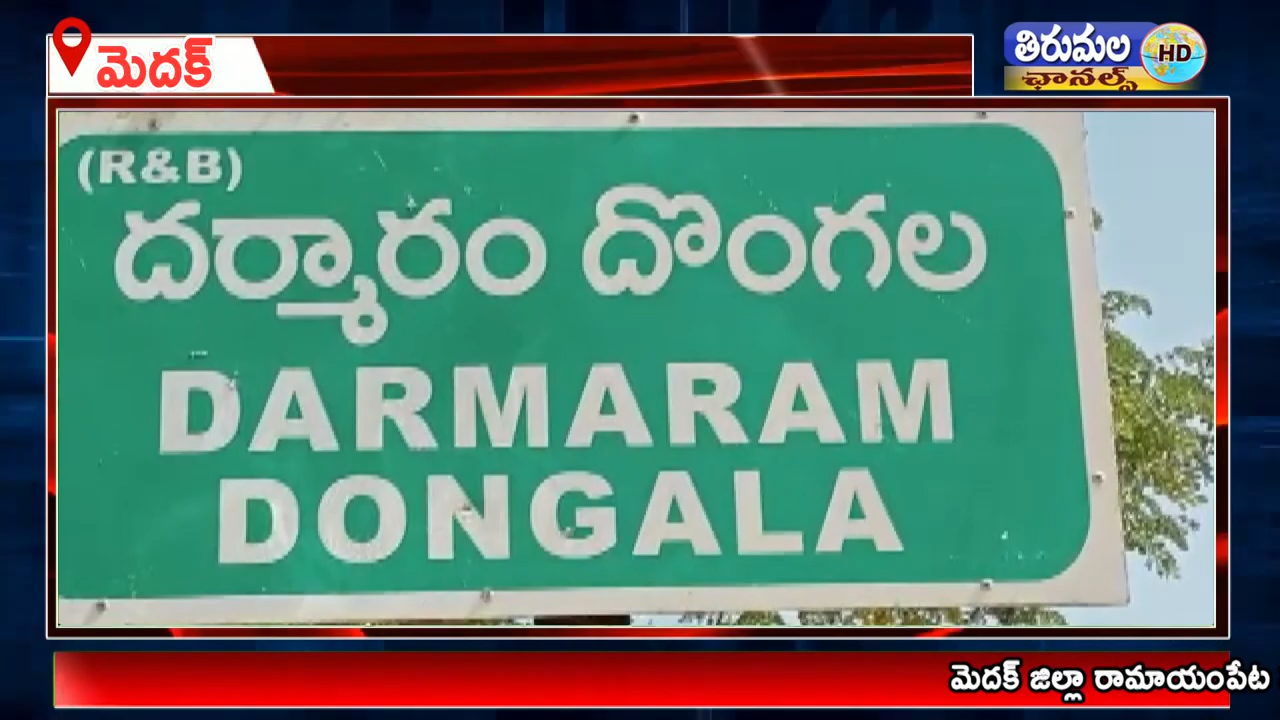 మెదక్
తిరుమల
ఛానల్స్
HD
(R&B)
దర్మారం దొంగల
DARMARAM
DONGALA
మెదక్ జిల్లా రామాయంపేట